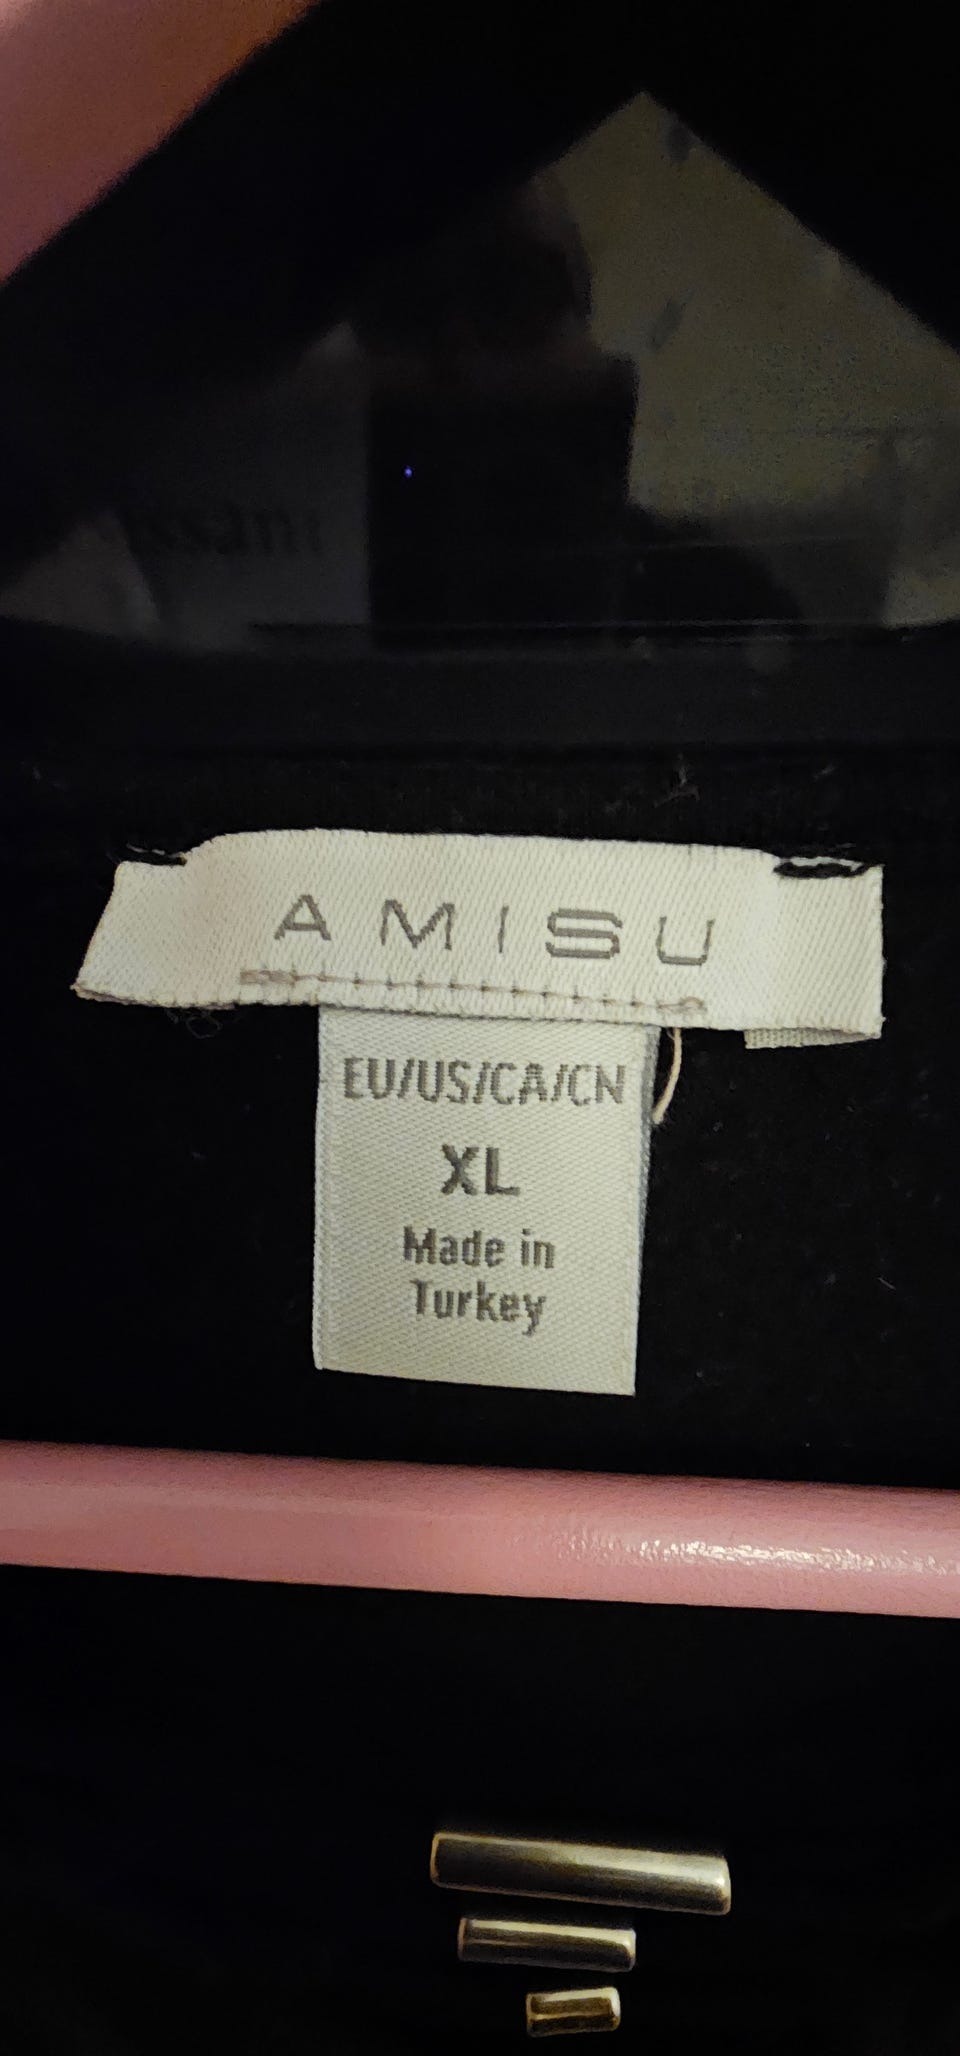 AMISU
EU/US/CA/CN
XL
Made in
Turkey